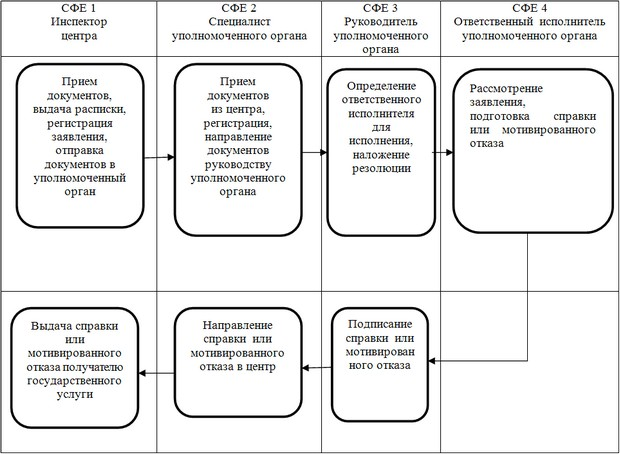 СФЕ 1
Инспектор
центра
СФЕ 2
Специалист
уполномоченного органа
СФЕ 3
Руководитель
уполномоченного
органа
СФЕ 4
Ответственный исполнитель
уполномоченного органа
Прием
документов,
выдача расписки,
регистрация
заявления,
отправка
документов в
уполномоченный
орган
Прием
документов
из центра,
регистрация,
направление
документов
руководству
уполномоченного
органа
Определение
ответственного
исполнителя
для
исполнения,
наложение
резолюции
Рассмотрение
заявления,
подготовка справки
или мотивированного
отказа
Выдача справки
или
мотивированного
отказа получателю
государственного
услуги
Направление
справки или
мотивированного
отказа в центр
Подписание
справки или
мотивирован
ного отказа